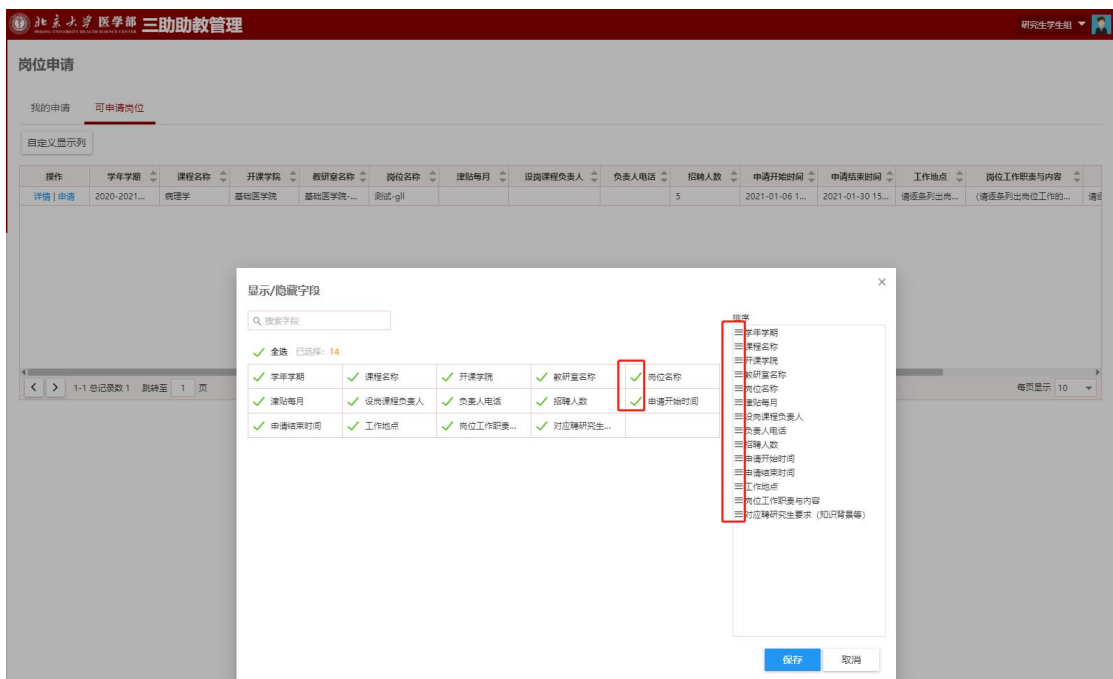 北京大学 医学部 三助助教管理
PEKING UNIVERSITY HEALTH SCIENCE CENTER
研究生学生组
岗位申请
我的申请 可申请岗位
自定义显示列
操作 学年学期 课程名称 开课学院 教研室名称 岗位名称 津贴每月 设岗课程负责人 负责人电话 招聘人数 申请开始时间 申请结束时间 工作地点 岗位工作职责与内容
详情 | 申请 2020-2021... 病理学 基础医学院 基础医学院-... 测试-gll 5 2021-01-06 1... 2021-01-30 15... 请逐条列出岗... (请逐条列出岗位工作的... 请逐
显示/隐藏字段
搜索字段
排序
全选 已选择: 14
学年学期 课程名称 开课学院 教研室名称 岗位名称
津贴每月 设岗课程负责人 负责人电话 招聘人数 申请开始时间
申请结束时间 工作地点 岗位工作职责... 对应聘研究生...
学年学期
课程名称
开课学院
教研室名称
岗位名称
津贴每月
设岗课程负责人
负责人电话
招聘人数
申请开始时间
申请结束时间
工作地点
岗位工作职责与内容
对应聘研究生要求（知识背景等）
1-1 总记录数 1 跳转至 1 页
每页显示 10
保存 取消